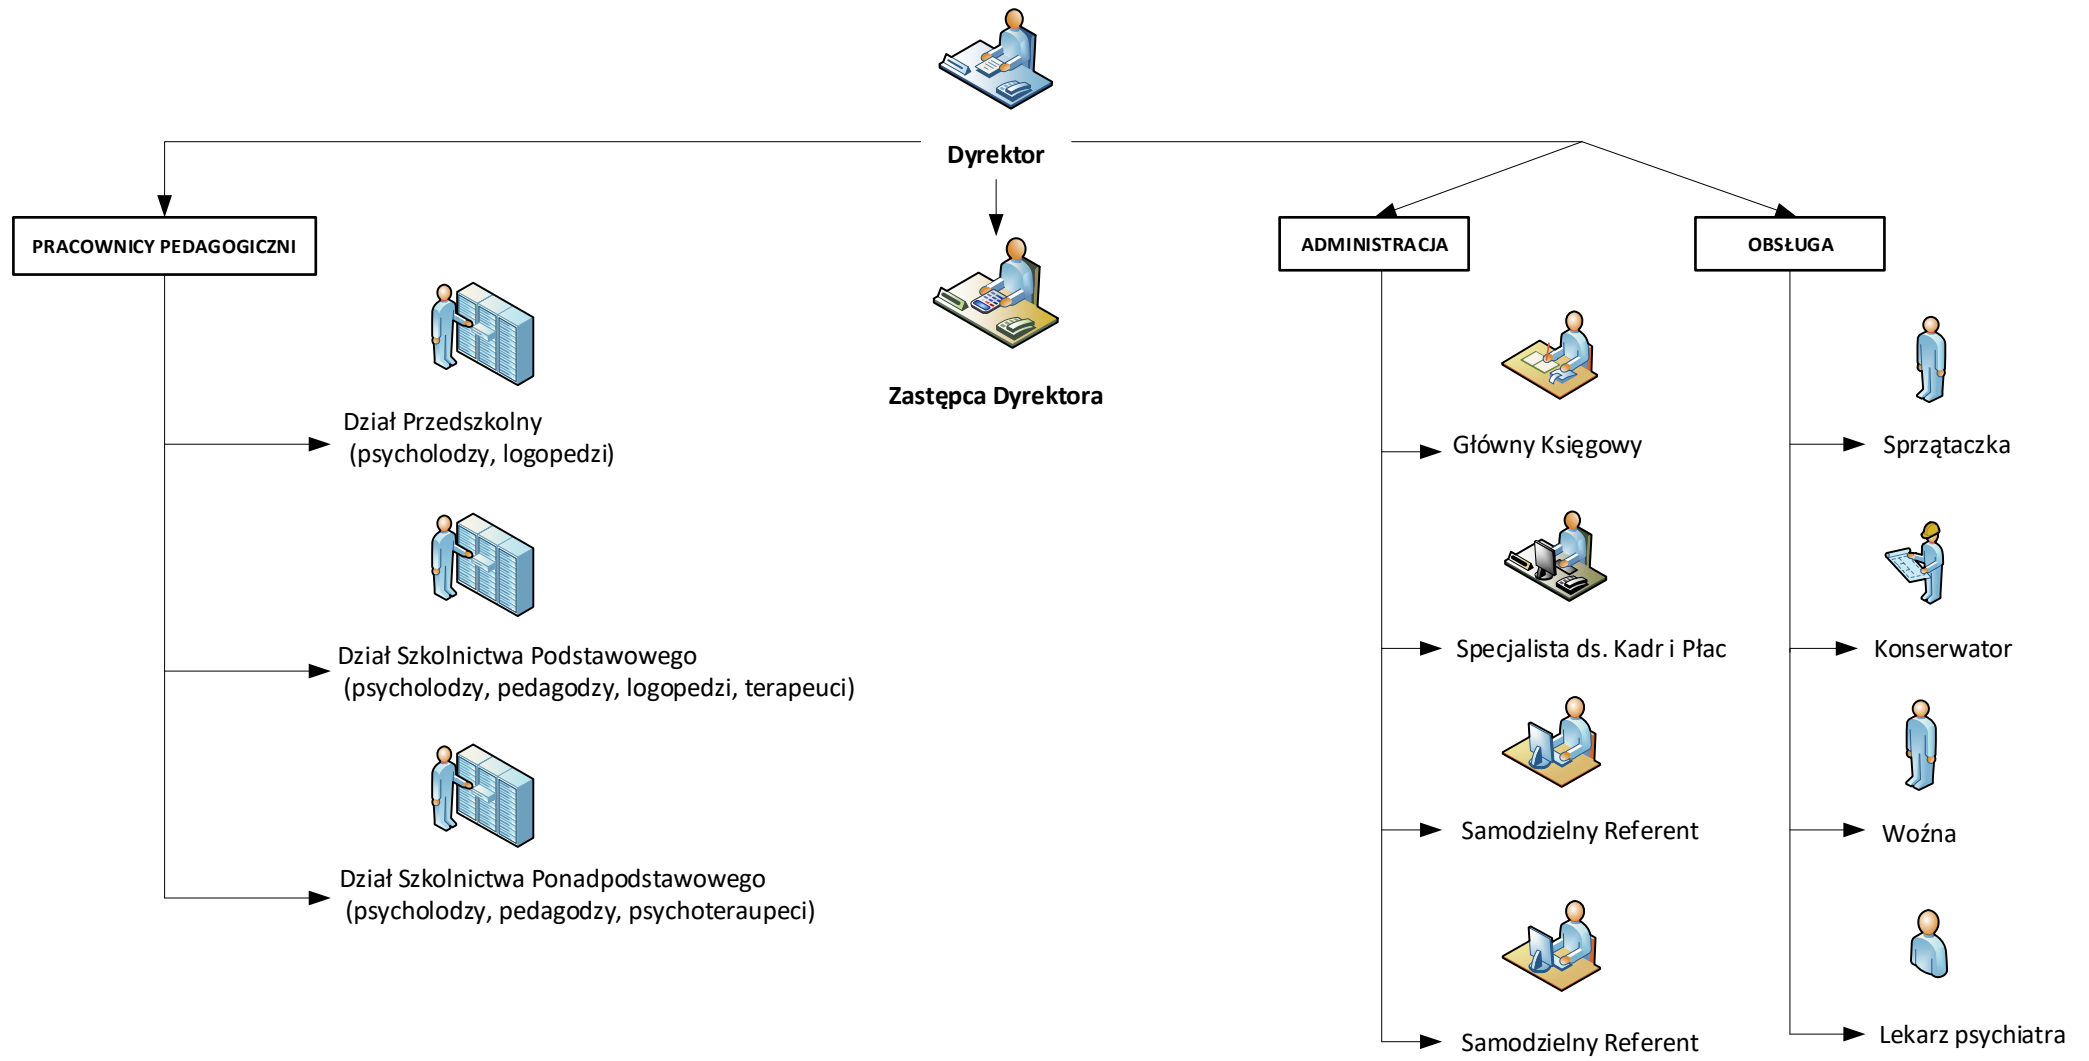 Dyrektor
PRACOWNICY PEDAGOGICZNI
Dział Przedszkolny
(psycholodzy, logopedzi)
Dział Szkolnictwa Podstawowego
(psycholodzy, pedagodzy, logopedzi, terapeuci)
Dział Szkolnictwa Ponadpodstawowego
(psycholodzy, pedagodzy, psychoteraupeci)
Zastępca Dyrektora
ADMINISTRACJA
Główny Księgowy
Specjalista ds. Kadr i Płac
Samodzielny Referent
Samodzielny Referent
OBSŁUGA
Sprzątaczka
Konserwator
Woźna
Lekarz psychiatra